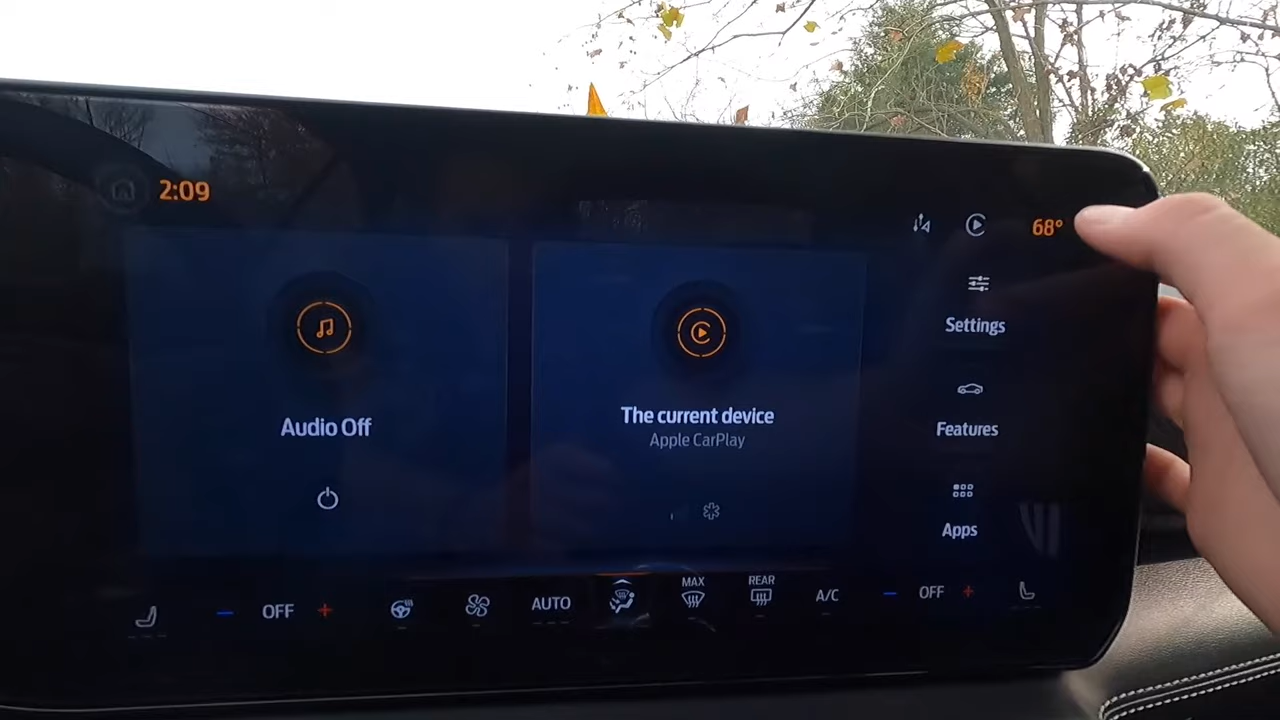 2:09
68°
Settings
Audio Off
The current device
Apple CarPlay
Features
Apps
OFF
AUTO
MAX
REAR
A/C
OFF